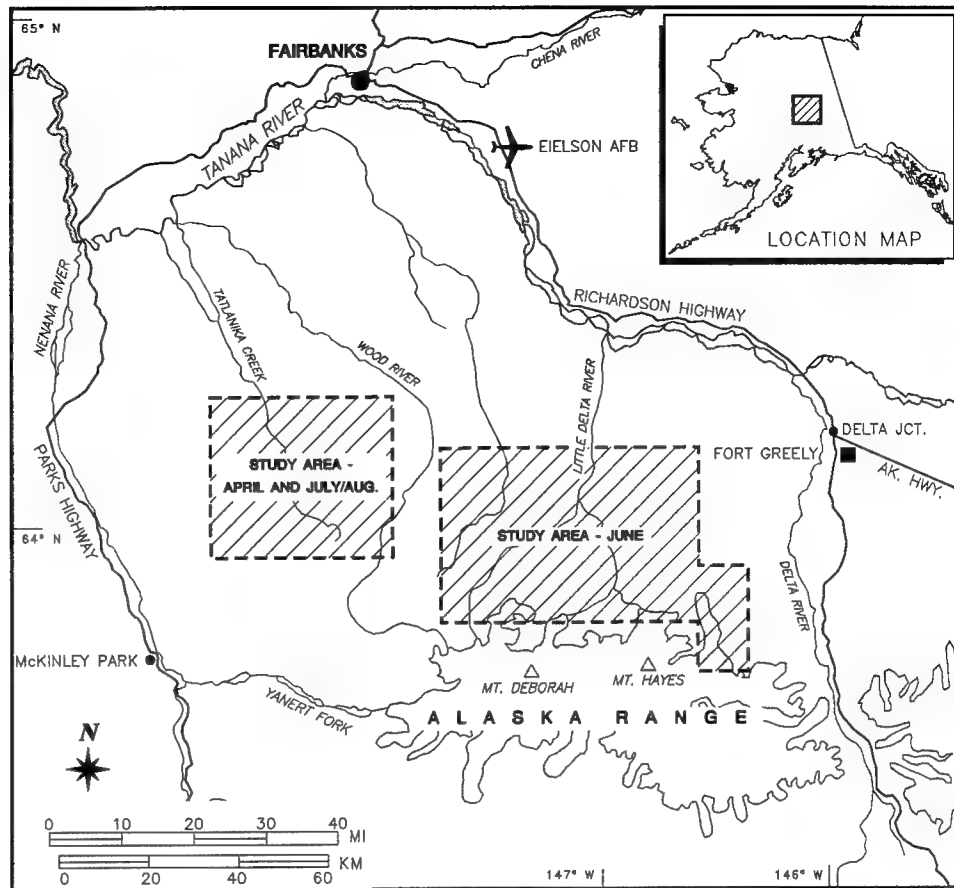 65° N
FAIRBANKS
CHENA RIVER
TANANA RIVER
EIELSON AFB
LOCATION MAP
NENANA RIVER
TATLANIKA CREEK
WOOD RIVER
RICHARDSON HIGHWAY
LITTLE DELTA RIVER
DELTA JCT.
FORT GREELY
AK. HWY.
STUDY AREA -
APRIL AND JULY/AUG.
PARKS HIGHWAY
64° N
STUDY AREA - JUNE
DELTA RIVER
McKINLEY PARK
MT. DEBORAH
MT. HAYES
YANERT FORK
ALASKA RANGE
N
0 10 20 30 40 MI
0 20 40 60 KM
147° W
146° W